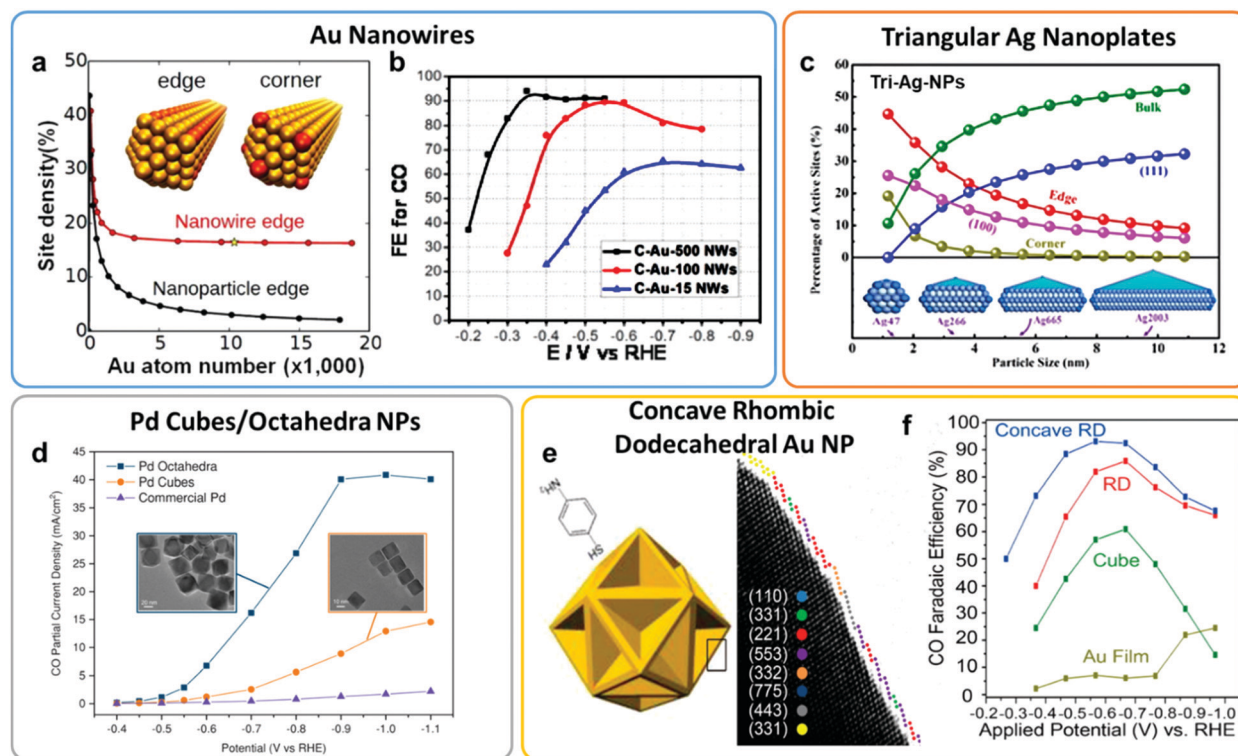 Au Nanowires
a
edge
corner
Nanowire edge
Nanoparticle edge
Site density(%)
50
40
30
20
10
0
0
5
10
15
20
Au atom number (x1,000)
b
FE for CO
100
90
80
70
60
50
40
30
20
10
0
C-Au-500 NWs
C-Au-100 NWs
C-Au-15 NWs
-0.2
-0.3
-0.4
-0.5
-0.6
-0.7
-0.8
-0.9
E / V vs RHE
Triangular Ag Nanoplates
c
Tri-Ag-NPs
Percentage of Active Sites (%)
60
50
40
30
20
10
0
Bulk
(111)
Edge
(100)
Corner
Ag47
Ag266
Ag665
Ag2003
0
2
4
6
8
10
12
Particle Size (nm)
Pd Cubes/Octahedra NPs
d
CO Partial Current Density (mA/cm²)
45
40
35
30
25
20
15
10
5
0
Pd Octahedra
Pd Cubes
Commercial Pd
20 nm
-0.4
-0.5
-0.6
-0.7
-0.8
-0.9
-1.0
-1.1
Potential (V vs RHE)
Concave Rhombic
Dodecahedral Au NP
e
NH₂
SH
(110)
(331)
(221)
(553)
(332)
(775)
(443)
(331)
f
CO Faradaic Efficiency (%)
100
90
80
70
60
50
40
30
20
10
0
Concave RD
RD
Cube
Au Film
-0.2
-0.3
-0.4
-0.5
-0.6
-0.7
-0.8
-0.9
-1.0
Applied Potential (V) vs. RHE